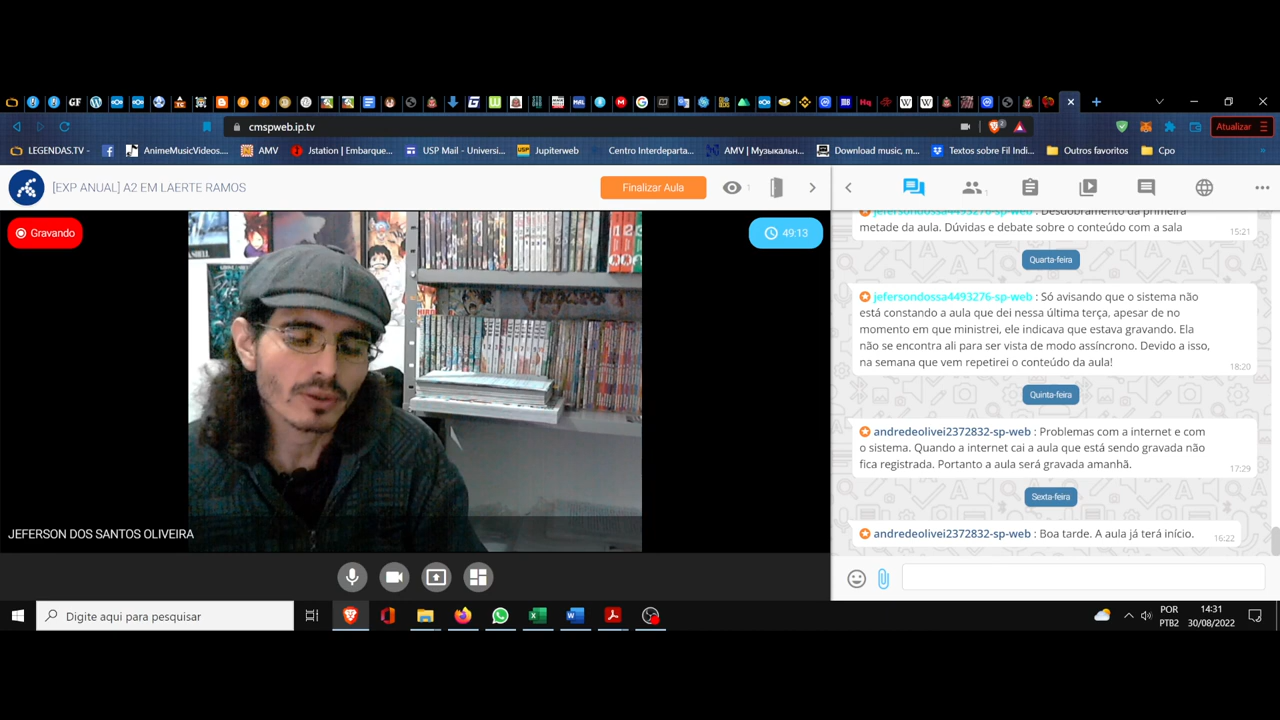 cmspweb.ip.tv
Atualizar
LEGENDAS.TV -
AnimeMusicVideos....
AMV
Jstation | Embarque...
USP Mail - Universi...
Jupiterweb
Centro Interdeparta...
AMV | Музыкальн...
Download music, m...
Textos sobre Fil Indi...
Outros favoritos
Cpo
[EXP ANUAL] A2 EM LAERTE RAMOS
Finalizar Aula
1
1
Gravando
49:13
JEFERSON DOS SANTOS OLIVEIRA
jefersondossa4493276-sp-web : Desdobramento da primeira
metade da aula. Dúvidas e debate sobre o conteúdo com a sala
15:21
Quarta-feira
jefersondossa4493276-sp-web : Só avisando que o sistema não
está constando a aula que dei nessa última terça, apesar de no
momento em que ministrei, ele indicava que estava gravando. Ela
não se encontra ali para ser vista de modo assíncrono. Devido a isso,
na semana que vem repetirei o conteúdo da aula!
18:20
Quinta-feira
andredeolivei2372832-sp-web : Problemas com a internet e com
o sistema. Quando a internet cai a aula que está sendo gravada não
fica registrada. Portanto a aula será gravada amanhã.
17:29
Sexta-feira
andredeolivei2372832-sp-web : Boa tarde. A aula já terá início.
16:22
Digite aqui para pesquisar
POR
PTB2
14:31
30/08/2022